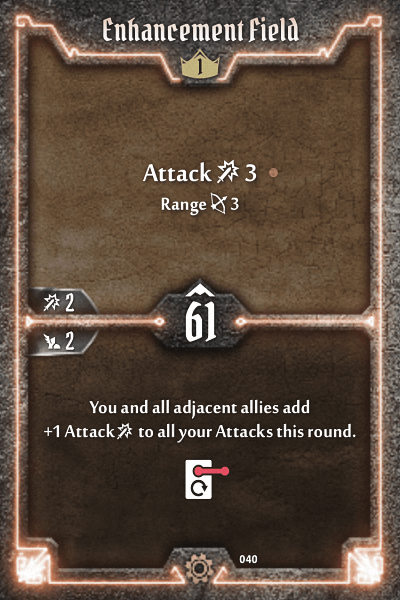 Enhancement Field
1
Attack 3
Range 3
2
61
2
You and all adjacent allies add
+1 Attack to all your Attacks this round.
040